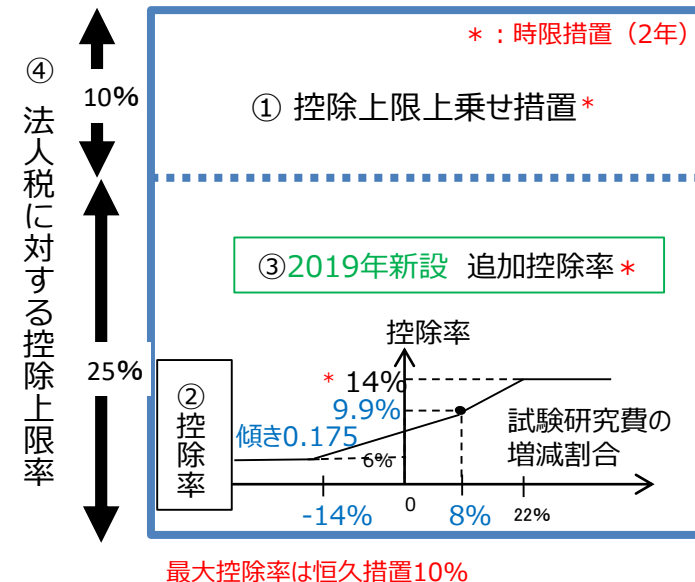 ＊：時限措置（2年）
④ 法人税に対する控除上限率
10%
① 控除上限上乗せ措置＊
③2019年新設 追加控除率＊
控除率
25%
②控除率
＊ 14%
9.9%
傾き0.175
6%
試験研究費の
増減割合
-14%
0
8%
22%
最大控除率は恒久措置10%